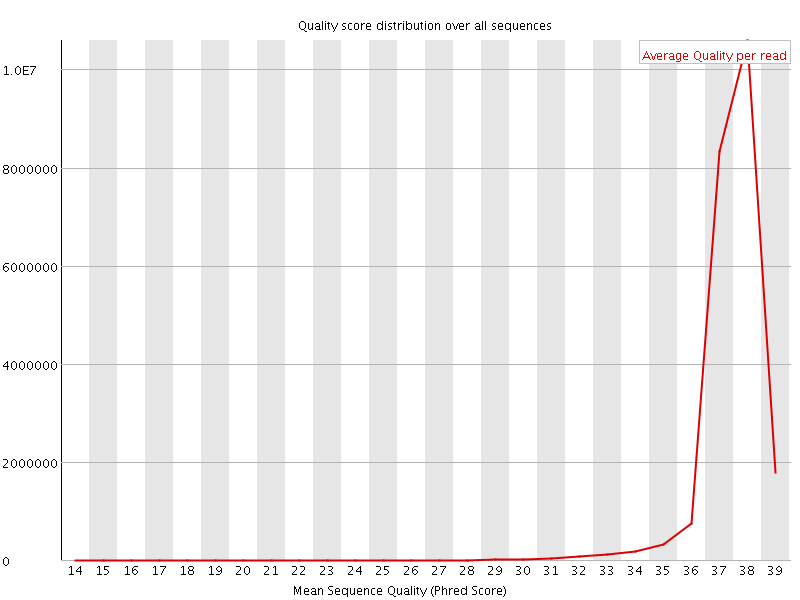 Quality score distribution over all sequences
Average Quality per read
1.0E7
8000000
6000000
4000000
2000000
0
14 15 16 17 18 19 20 21 22 23 24 25 26 27 28 29 30 31 32 33 34 35 36 37 38 39
Mean Sequence Quality (Phred Score)